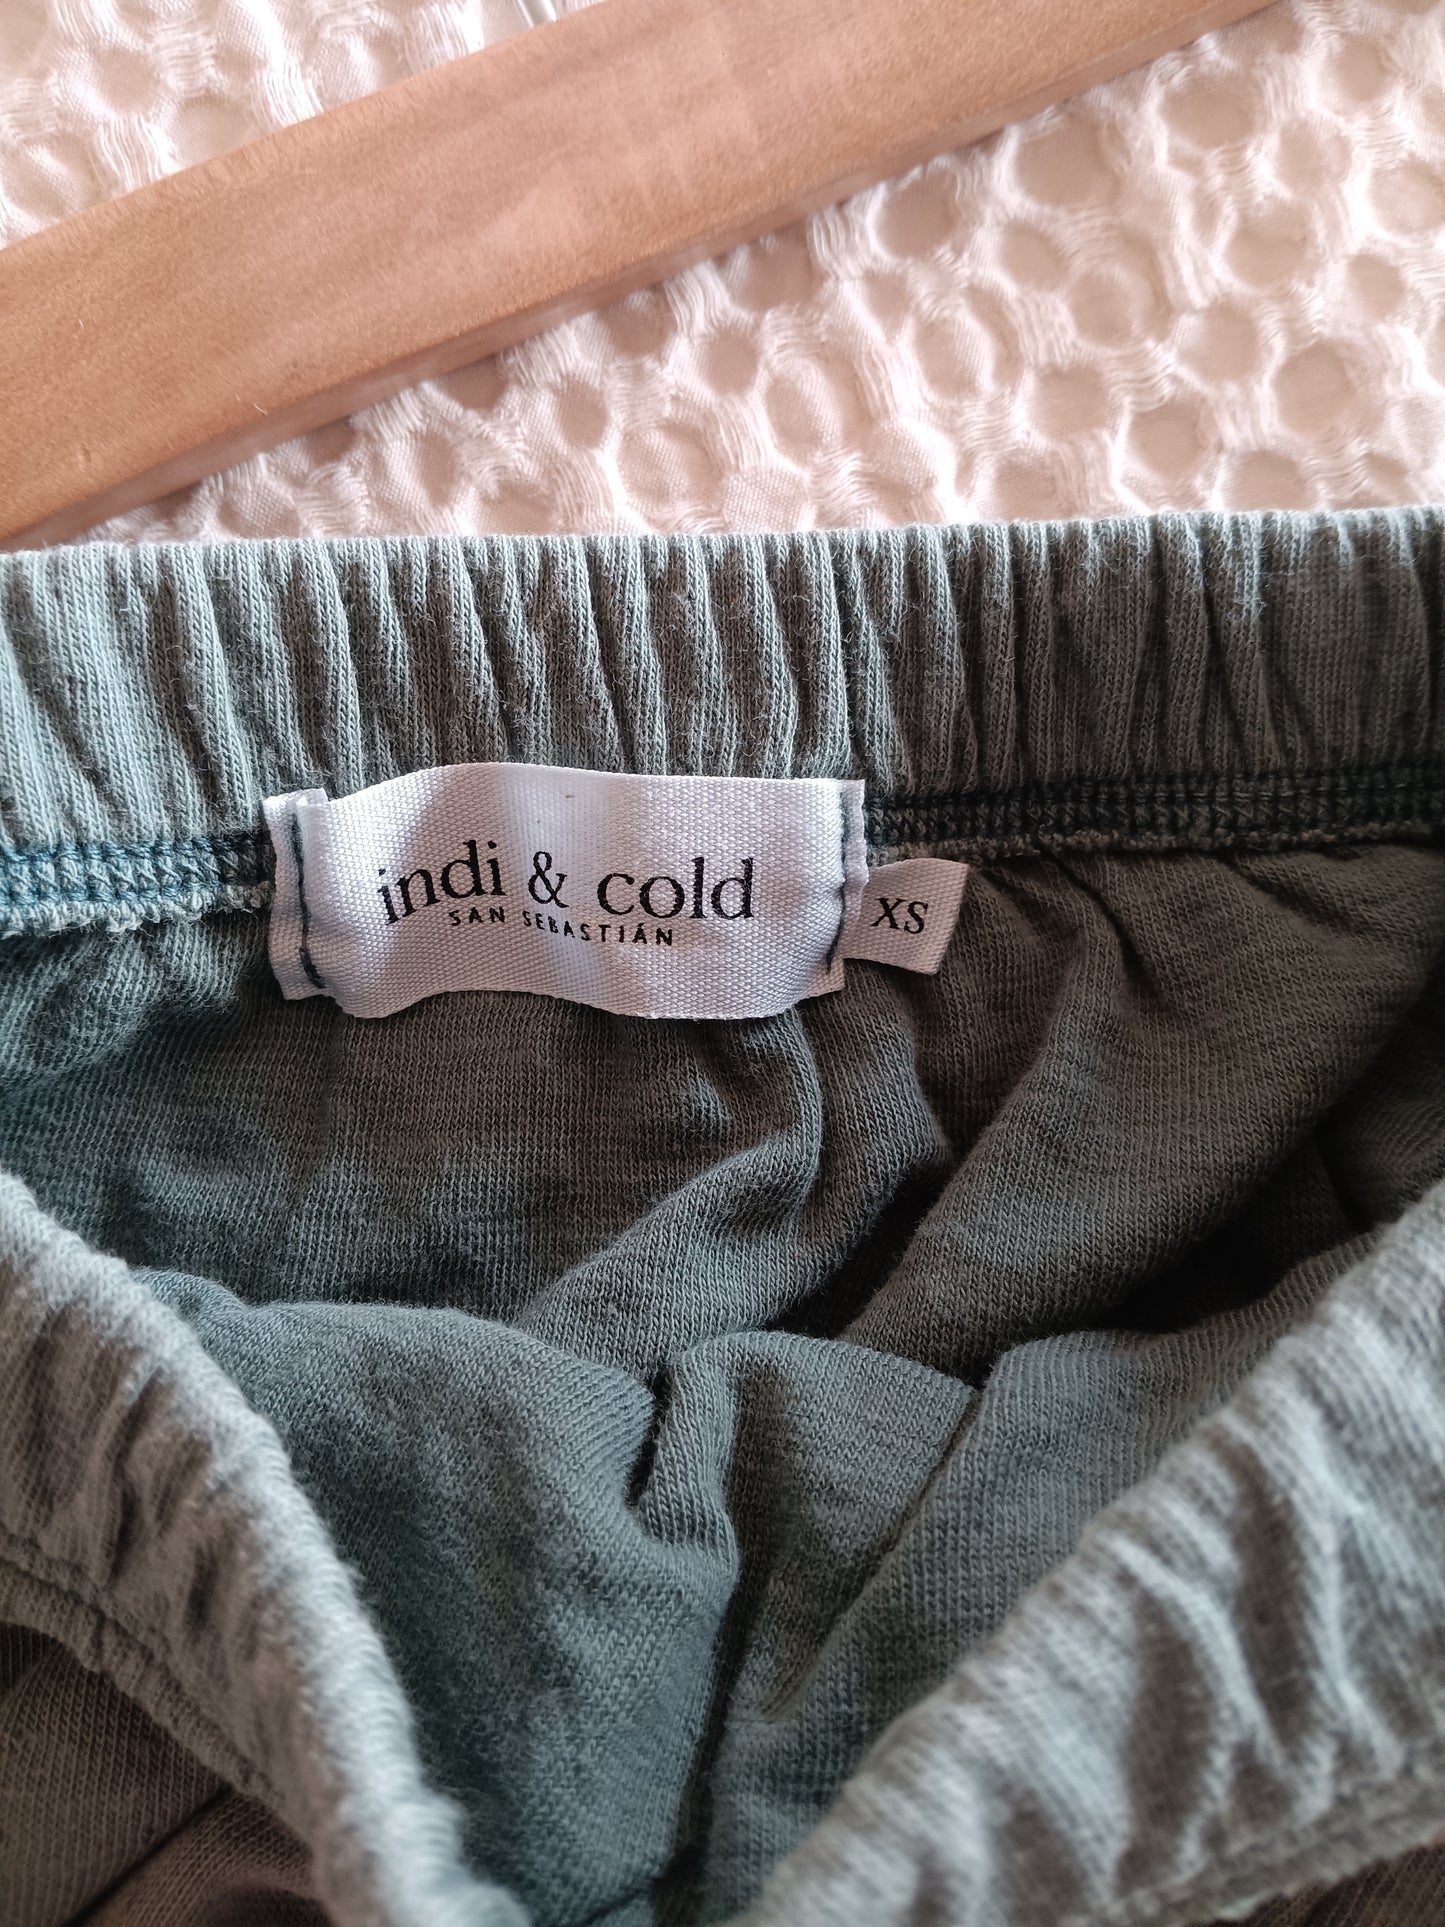 indi & cold
SAN SEBASTIÁN
XS